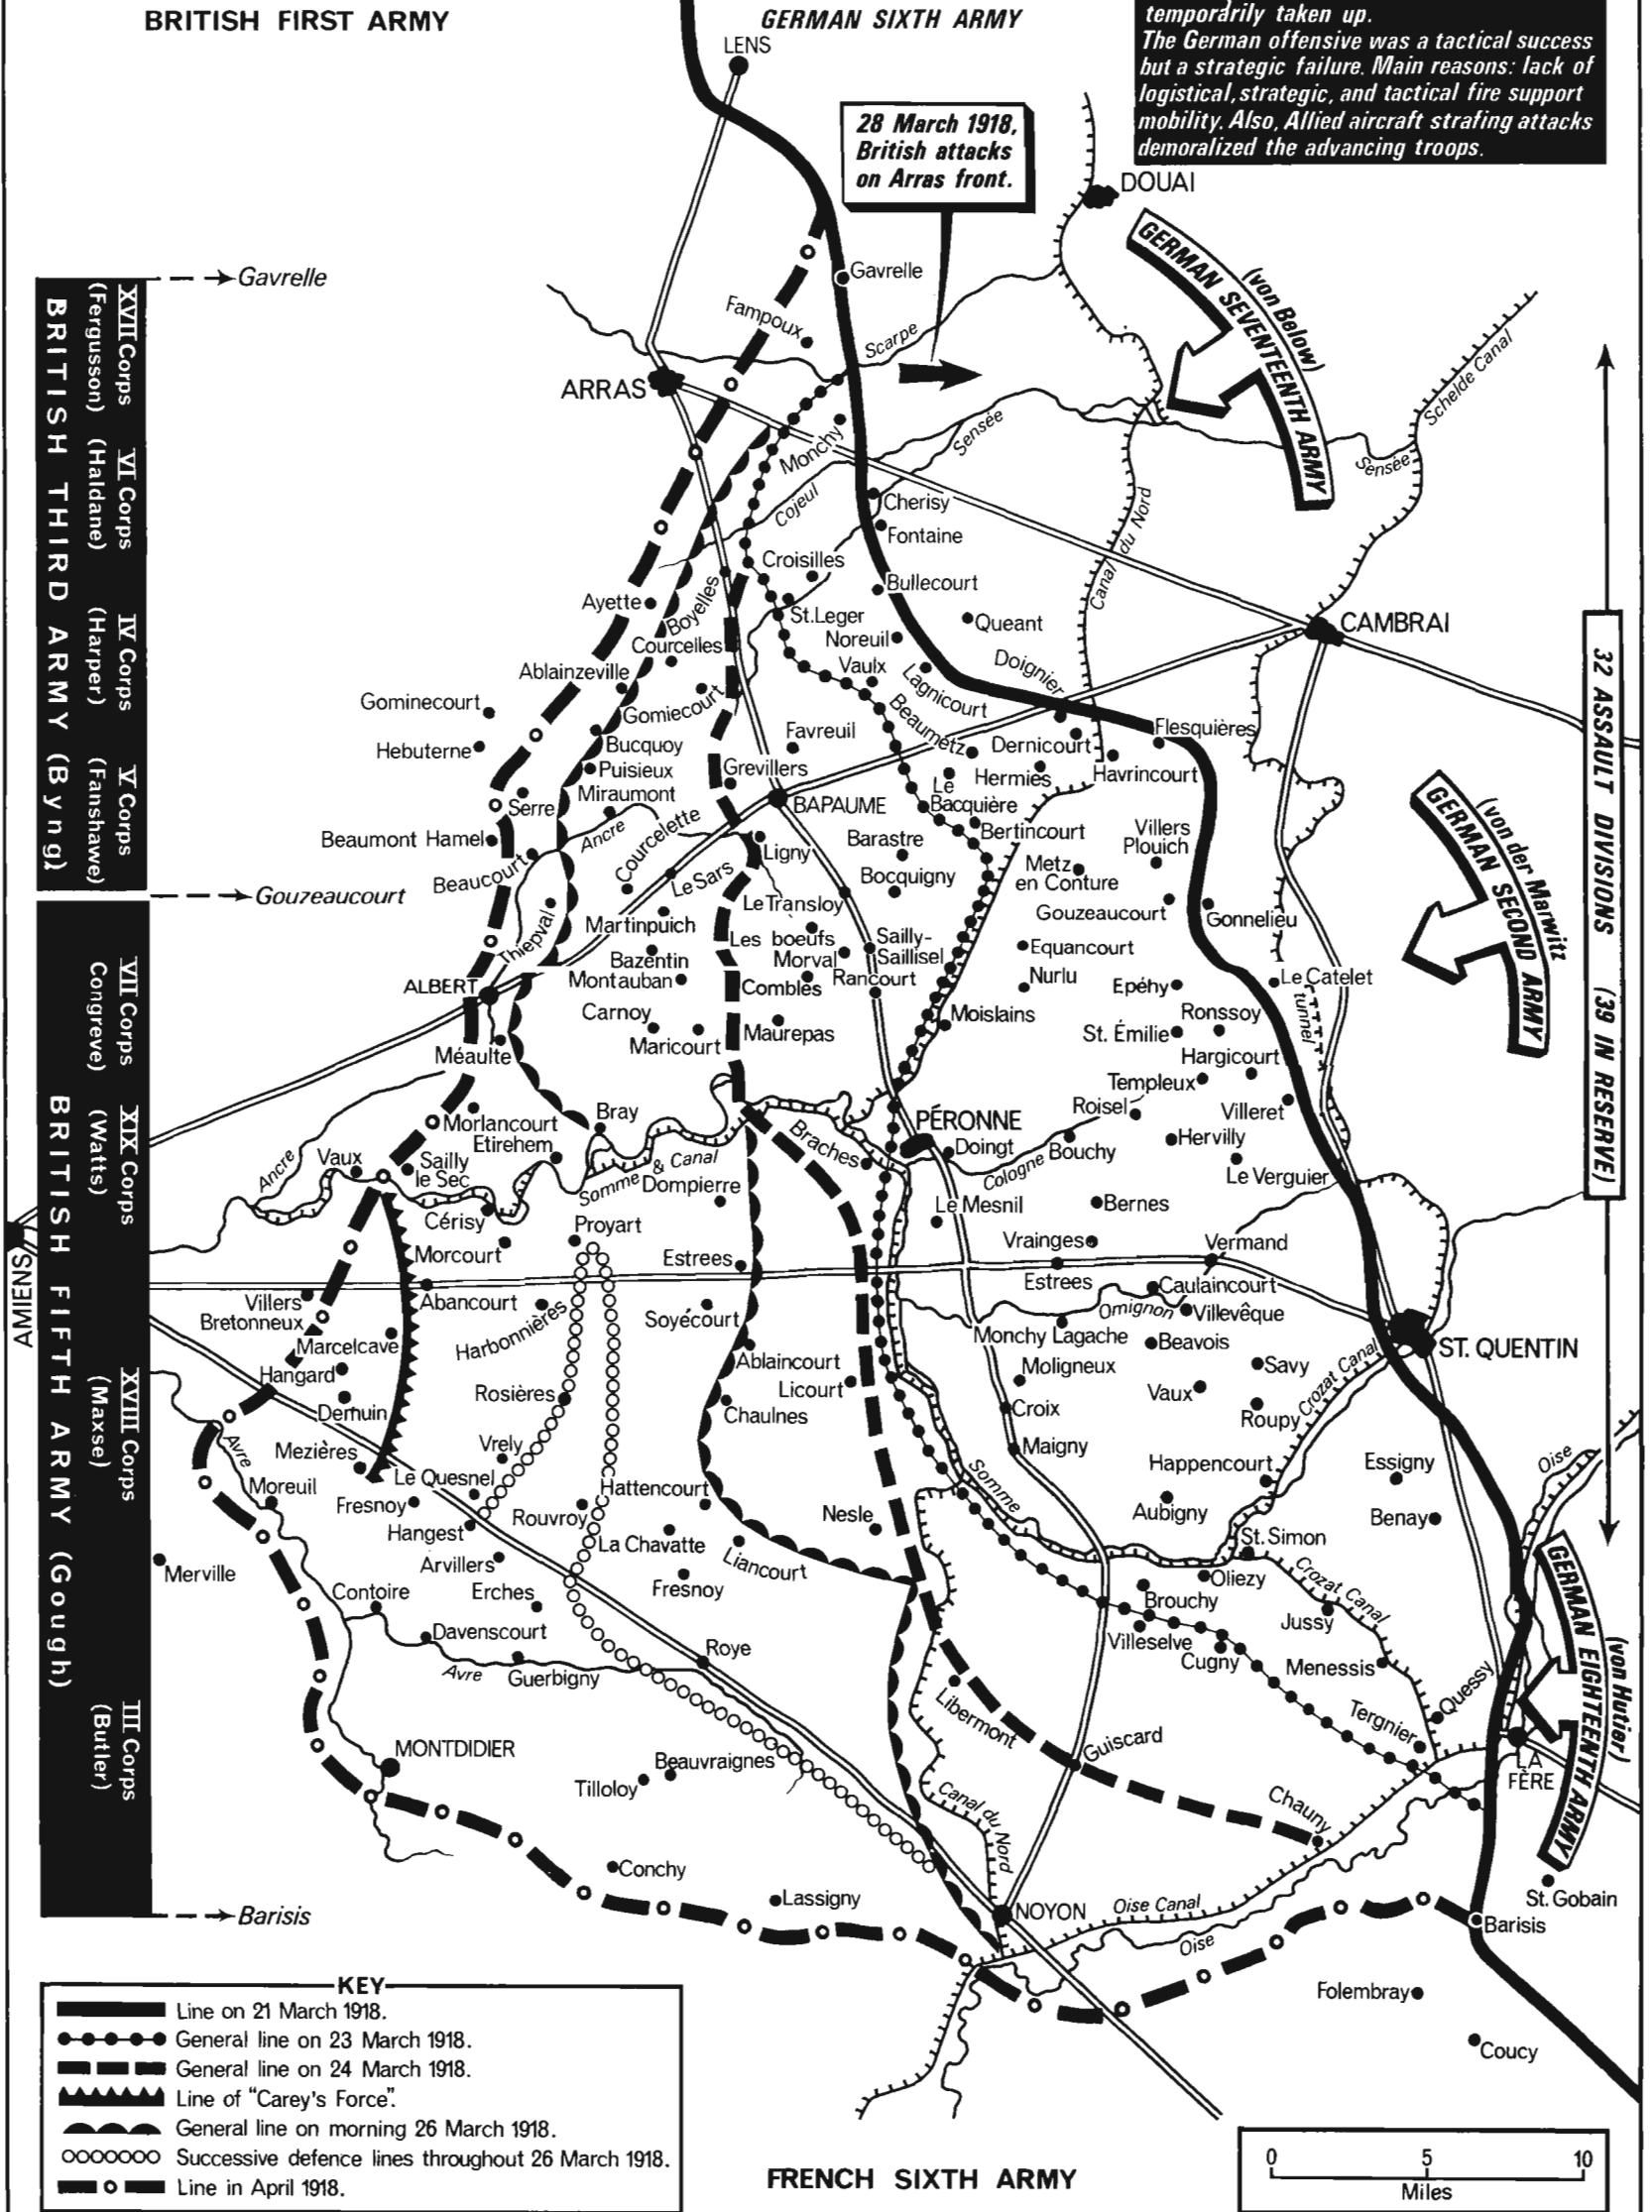 BRITISH FIRST ARMY
GERMAN SIXTH ARMY
temporarily taken up.
The German offensive was a tactical success
but a strategic failure. Main reasons: lack of
logistical, strategic, and tactical fire support
mobility. Also, Allied aircraft strafing attacks
demoralized the advancing troops.
LENS
28 March 1918,
British attacks
on Arras front.
DOUAI
GERMAN SEVENTEENTH ARMY
(von Below)
Gavrelle
Gavrelle
Fampoux
Scarpe
Schelde Canal
ARRAS
Monchy
Sensée
Sensée
Cojeul
Cherisy
Canal du Nord
Fontaine
Croisilles
Bullecourt
Ayette
Boyelles
St.Leger
Queant
CAMBRAI
Noreuil
Courcelles
Vaulx
Doignier
Ablainzeville
Lagnicourt
Gominecourt
Gomiecourt
Beaumetz
Favreuil
Flesquières
Hebuterne
Bucquoy
Dernicourt
Puisieux
Grevillers
Hermies
Havrincourt
Serre
Miraumont
BAPAUME
Le
Bacquière
Beaumont Hamel
Ancre
Courcelette
Bertincourt
Villers
Plouich
Barastre
Ligny
Beaucourt
Le Sars
Bocquigny
Metz
en Conture
Gouzeaucourt
Le Transloy
Gouzeaucourt
Gonnelieu
Martinpuich
Thiepval
Les boeufs
Sailly-
Saillisel
Equancourt
Bazentin
Morval
Montauban
Combles
Rancourt
Nurlu
Epéhy
Le Catelet
tunnel
ALBERT
Carnoy
Maurepas
Moislains
Ronssoy
St. Émilie
Maricourt
Hargicourt
Méaulte
Templeux
Morlancourt
Bray
PÉRONNE
Roisel
Villeret
Etirehem
Braches
Doingt
Bouchy
Hervilly
Ancre
Vaux
Sailly
le Sec
Somme
& Canal
Cologne
Dompierre
Le Verguier
Cérisy
Proyart
Le Mesnil
Bernes
Morcourt
Estrees
Vrainges
Vermand
Estrees
Caulaincourt
AMIENS
Villers
Bretonneux
Abancourt
Harbonnières
Soyécourt
Omignon
Villevêque
Monchy Lagache
Beavois
ST. QUENTIN
Marcelcave
Ablaincourt
Moligneux
Savy
Hangard
Licourt
Vaux
Crozat Canal
Demuin
Rosières
Chaulnes
Croix
Roupy
Avre
Mezières
Vrely
Maigny
Happencourt
Essigny
Oise
Moreuil
Le Quesnel
Somme
Fresnoy
Hattencourt
Aubigny
Benay
Hangest
Rouvroy
Nesle
St. Simon
La Chavatte
Merville
Arvillers
Liancourt
Oliezy
Crozat Canal
Contoire
Erches
Fresnoy
Brouchy
Jussy
Davenscourt
Roye
Villeselve
Cugny
Menessis
Avre
Guerbigny
Libermont
Quessy
Tergnier
Guiscard
MONTDIDIER
Beauvraignes
LA
FÈRE
Tilloloy
Canal du Nord
Chauny
Conchy
Lassigny
St. Gobain
NOYON
Oise Canal
Barisis
Barisis
Oise
Folembray
Coucy
BRITISH THIRD ARMY (Byng)
XVII Corps
(Fergusson)
VI Corps
(Haldane)
IV Corps
(Harper)
V Corps
(Fanshawe)
BRITISH FIFTH ARMY (Gough)
VII Corps
Congreve)
XIX Corps
(Watts)
XVIII Corps
(Maxse)
III Corps
(Butler)
32 ASSAULT DIVISIONS (39 IN RESERVE)
GERMAN SECOND ARMY
(von der Marwitz
GERMAN EIGHTEENTH ARMY
(von Hutier)
KEY
Line on 21 March 1918.
General line on 23 March 1918.
General line on 24 March 1918.
Line of "Carey's Force".
General line on morning 26 March 1918.
Successive defence lines throughout 26 March 1918.
Line in April 1918.
FRENCH SIXTH ARMY
0 5 10
Miles